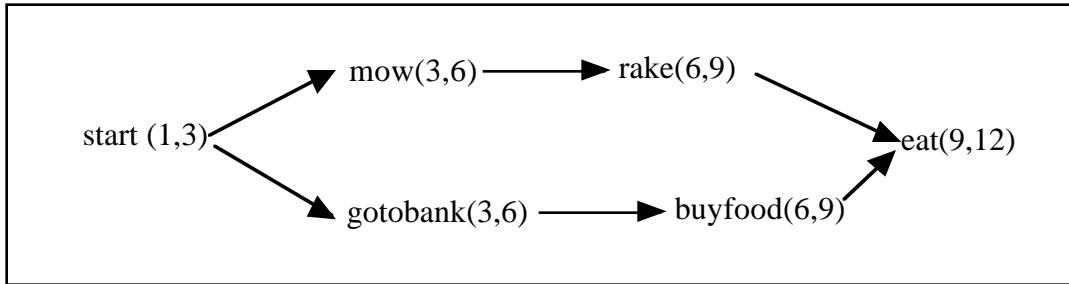 mow(3,6)
rake(6,9)
start (1,3)
eat(9,12)
gotobank(3,6)
buyfood(6,9)